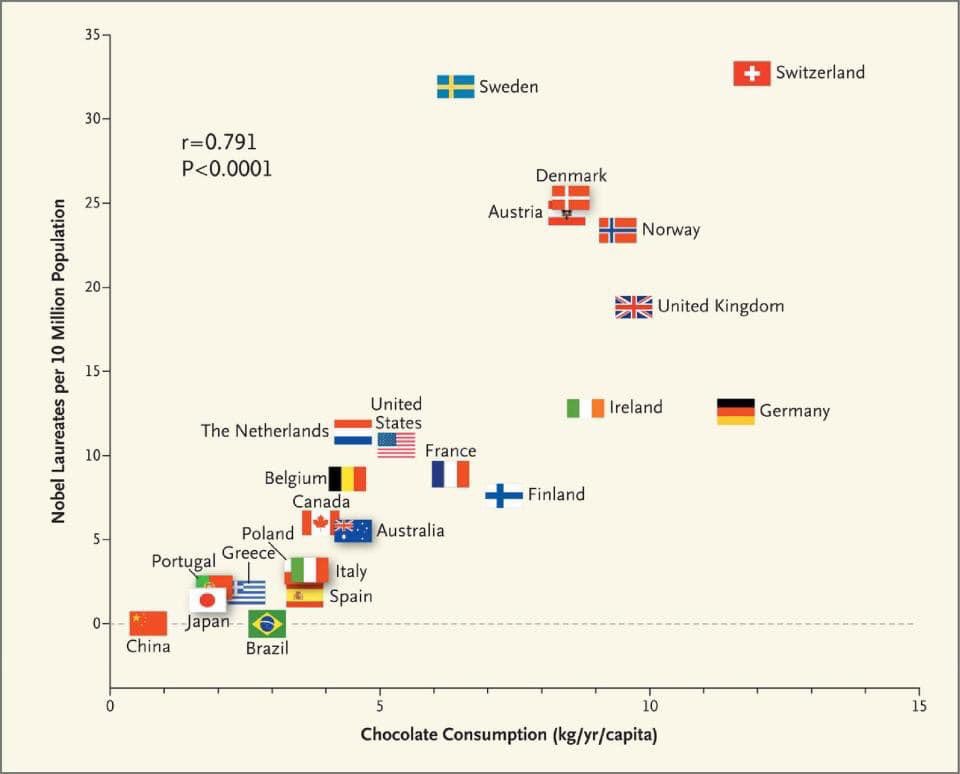 35
30
25
20
15
10
5
0
Nobel Laureates per 10 Million Population
r=0.791
P<0.0001
Switzerland
Sweden
Denmark
Austria
Norway
United Kingdom
Ireland
Germany
United
States
The Netherlands
France
Belgium
Finland
Canada
Australia
Poland
Greece
Portugal
Italy
Spain
Japan
China
Brazil
0
5
10
15
Chocolate Consumption (kg/yr/capita)